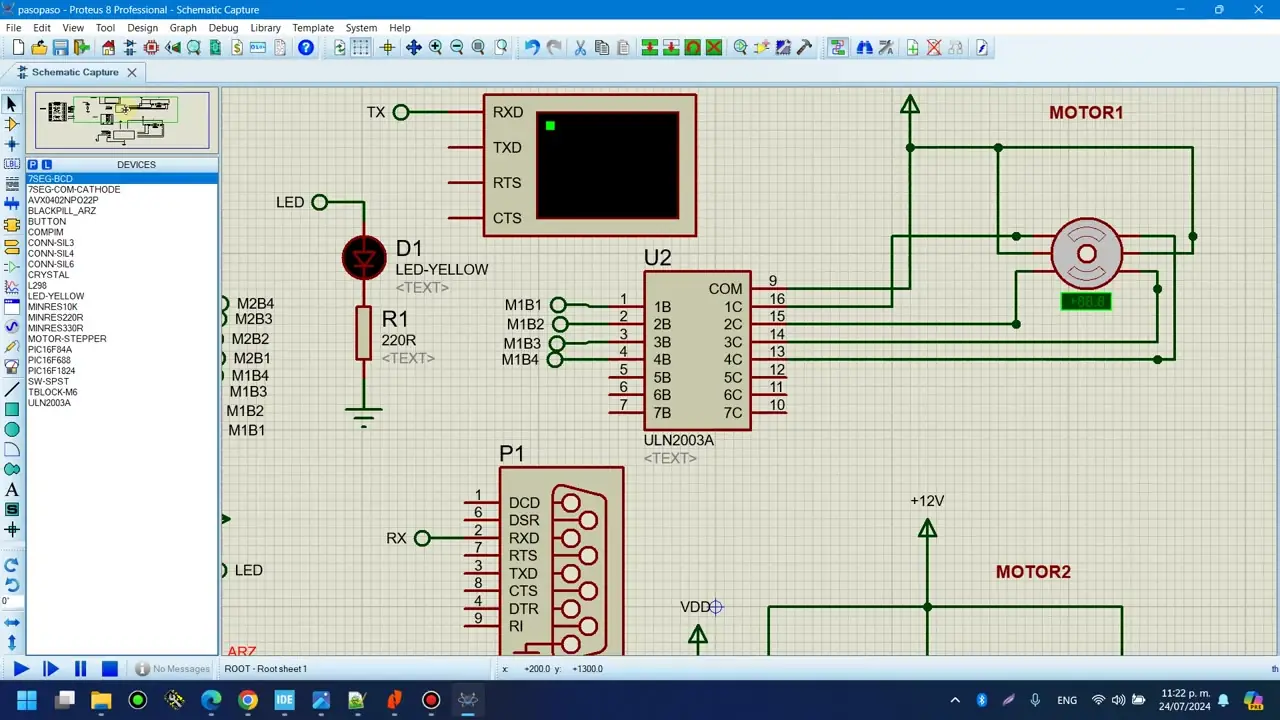 pasopaso - Proteus 8 Professional - Schematic Capture
File Edit View Tool Design Graph Debug Library Template System Help
Schematic Capture
P L DEVICES
7SEG-BCD
7SEG-COM-CATHODE
AVX0402NPO22P
BLACKPILL_ARZ
BUTTON
COMPIM
CONN-SIL3
CONN-SIL4
CONN-SIL6
CRYSTAL
L298
LED-YELLOW
MINRES10K
MINRES220R
MINRES330R
MOTOR-STEPPER
PIC16F84A
PIC16F688
PIC16F1824
SW-SPST
TBLOCK-M6
ULN2003A
TX
RXD
TXD
RTS
CTS
LED
D1
LED-YELLOW
<TEXT>
R1
220R
<TEXT>
M2B4
M2B3
M2B2
M2B1
M1B4
M1B3
M1B2
M1B1
LED
ARZ
U2
M1B1 1 1B
M1B2 2 2B
M1B3 3 3B
M1B4 4 4B
5 5B
6 6B
7 7B
COM 9
1C 16
2C 15
3C 14
4C 13
5C 12
6C 11
7C 10
ULN2003A
<TEXT>
MOTOR1
+88.8
P1
1 DCD
6 DSR
RX 2 RXD
7 RTS
3 TXD
8 CTS
4 DTR
9 RI
VDD
+12V
MOTOR2
No Messages
ROOT - Root sheet 1
x: +200.0 y: +1300.0 th
0°
LBL
A
S
IDE
ENG
11:22 p. m.
24/07/2024